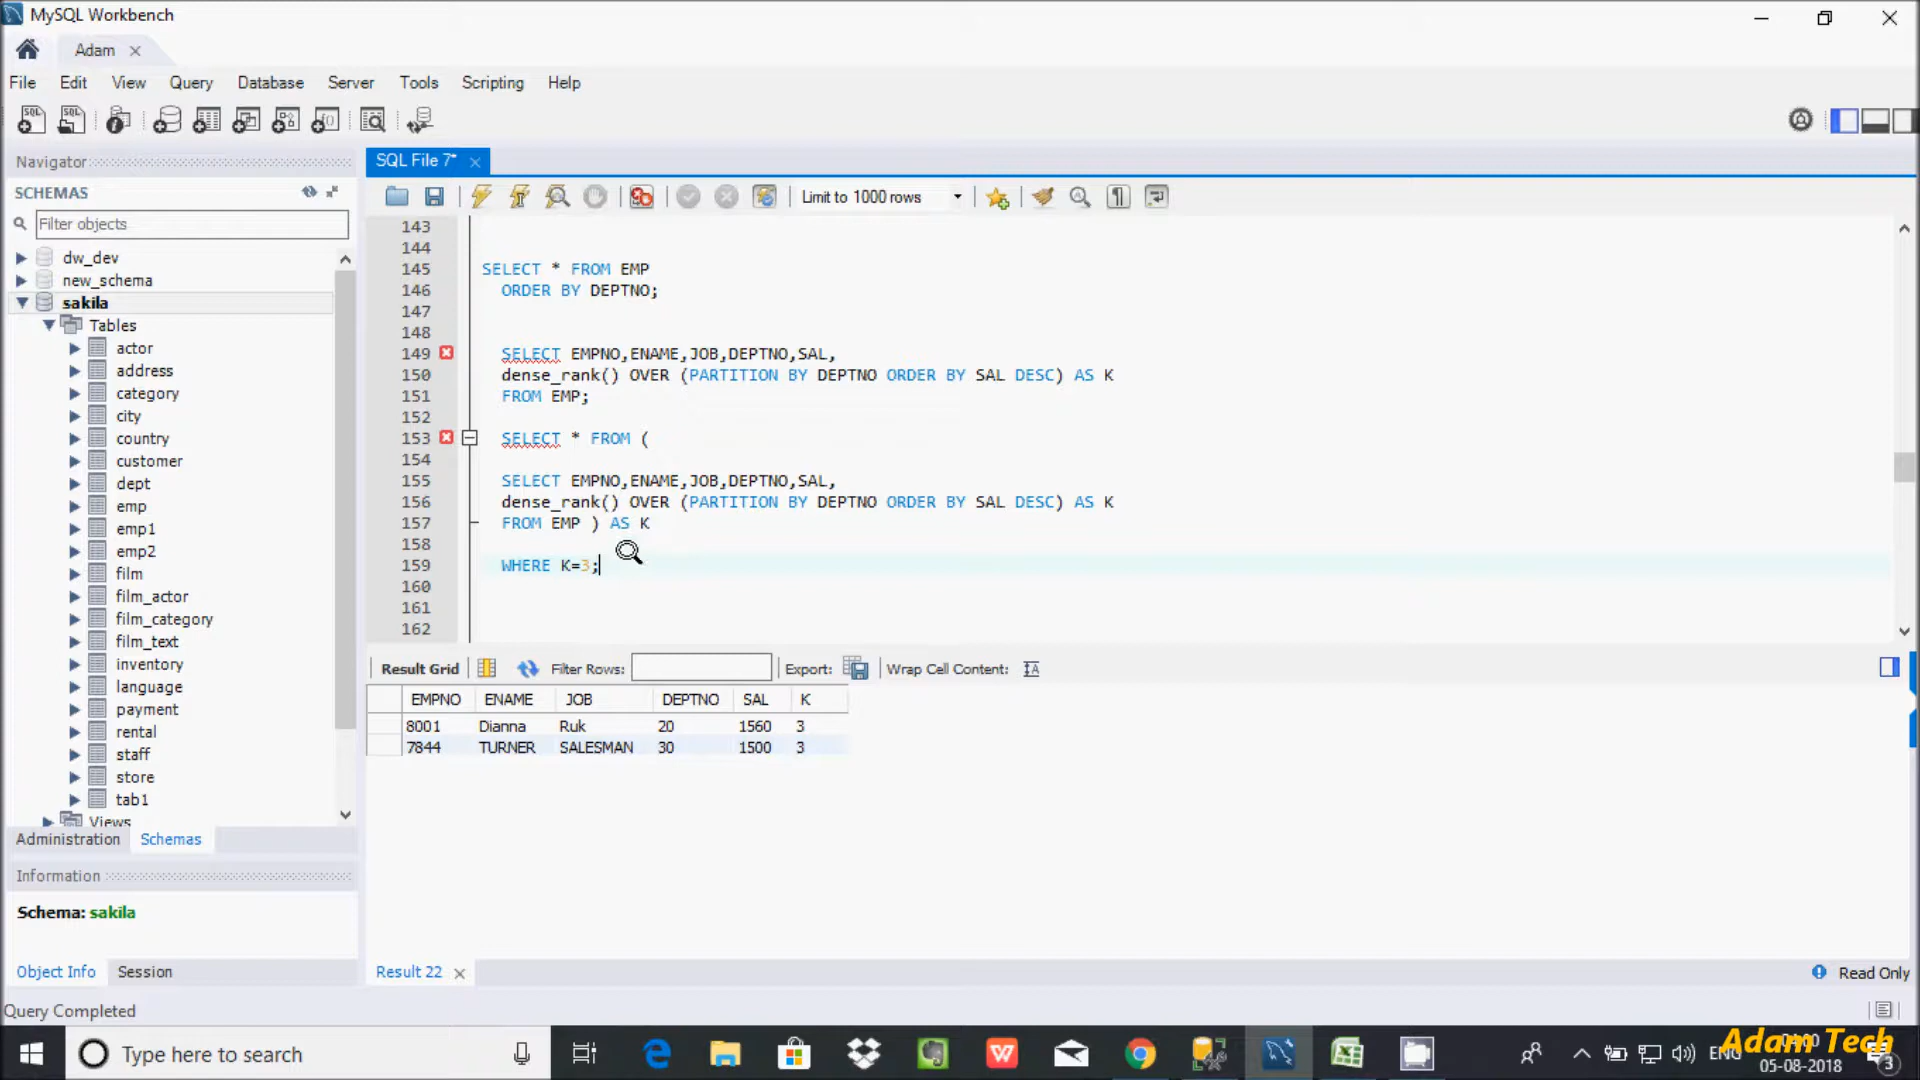 MySQL Workbench
Adam
File Edit View Query Database Server Tools Scripting Help
Navigator
SCHEMAS
Filter objects
dw_dev
new_schema
sakila
Tables
actor
address
category
city
country
customer
dept
emp
emp1
emp2
film
film_actor
film_category
film_text
inventory
language
payment
rental
staff
store
tab1
Views
Administration Schemas
Information
Schema: sakila
Object Info Session
SQL File 7*
Limit to 1000 rows
143
144
145 SELECT * FROM EMP
146 ORDER BY DEPTNO;
147
148
149 SELECT EMPNO,ENAME,JOB,DEPTNO,SAL,
150 dense_rank() OVER (PARTITION BY DEPTNO ORDER BY SAL DESC) AS K
151 FROM EMP;
152
153 SELECT * FROM (
154
155 SELECT EMPNO,ENAME,JOB,DEPTNO,SAL,
156 dense_rank() OVER (PARTITION BY DEPTNO ORDER BY SAL DESC) AS K
157 FROM EMP ) AS K
158
159 WHERE K=3;
160
161
162
Result Grid Filter Rows: Export: Wrap Cell Content:
EMPNO ENAME JOB DEPTNO SAL K
8001 Dianna Ruk 20 1560 3
7844 TURNER SALESMAN 30 1500 3
Result 22
Read Only
Query Completed
Type here to search
ENG
Adam Tech
05-08-2018
3